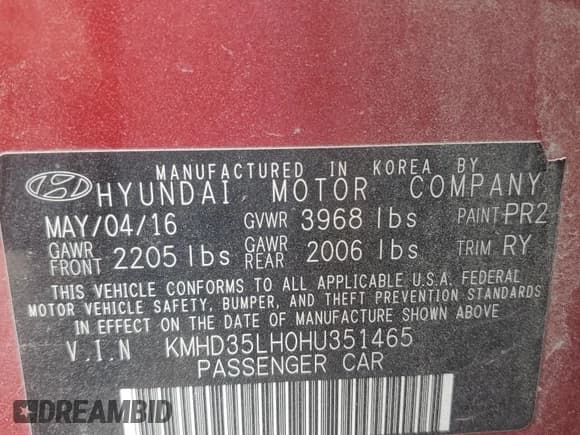 MANUFACTURED IN KOREA BY
HYUNDAI MOTOR COMPANY
MAY/04/16 GVWR 3968 lbs PAINT PR2
GAWR FRONT 2205 lbs GAWR REAR 2006 lbs TRIM RY
THIS VEHICLE CONFORMS TO ALL APPLICABLE U.S.A. FEDERAL
MOTOR VEHICLE SAFETY, BUMPER, AND THEFT PREVENTION STANDARDS
IN EFFECT ON THE DATE OF MANUFACTURE SHOWN ABOVE
V.I.N KMHD35LH0HU351465
PASSENGER CAR
DREAMBID